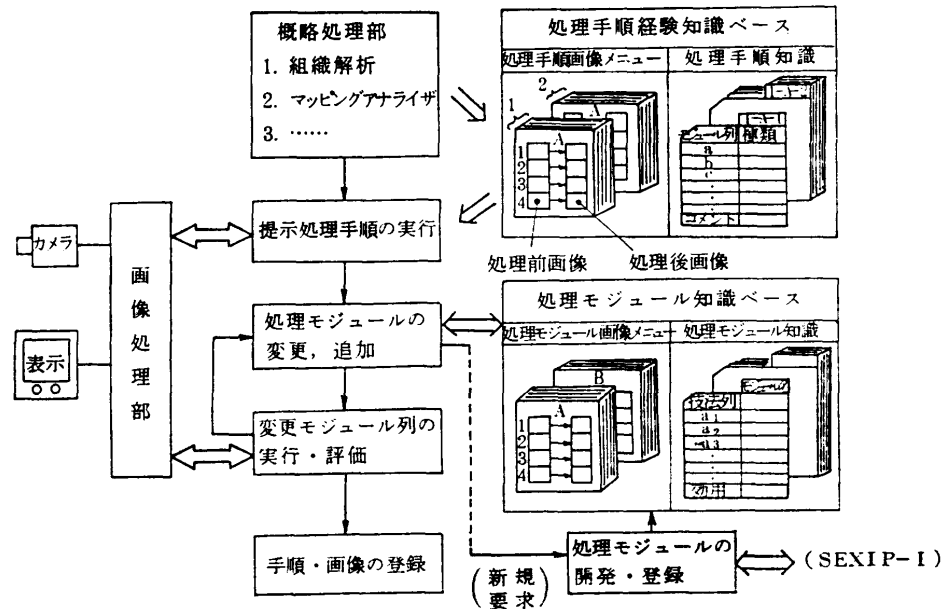 概略処理部
1. 組織解析
2. マッピングアナライザ
3. ……
処理手順経験知識ベース
処理手順画像メニュー
処理手順知識
1
2
A
A
1
2
3
4
モジュール列 種類
a
b
c
コメント
処理前画像
処理後画像
提示処理手順の実行
カメラ
表示
画像処理部
処理モジュールの
変更，追加
変更モジュール列の
実行・評価
手順・画像の登録
処理モジュール知識ベース
処理モジュール画像メニュー
処理モジュール知識
B
A
1
2
3
4
モジュール
技法列
a1
a2
a3
効用
(新規
要求)
処理モジュールの
開発・登録
(SEXIP-I)